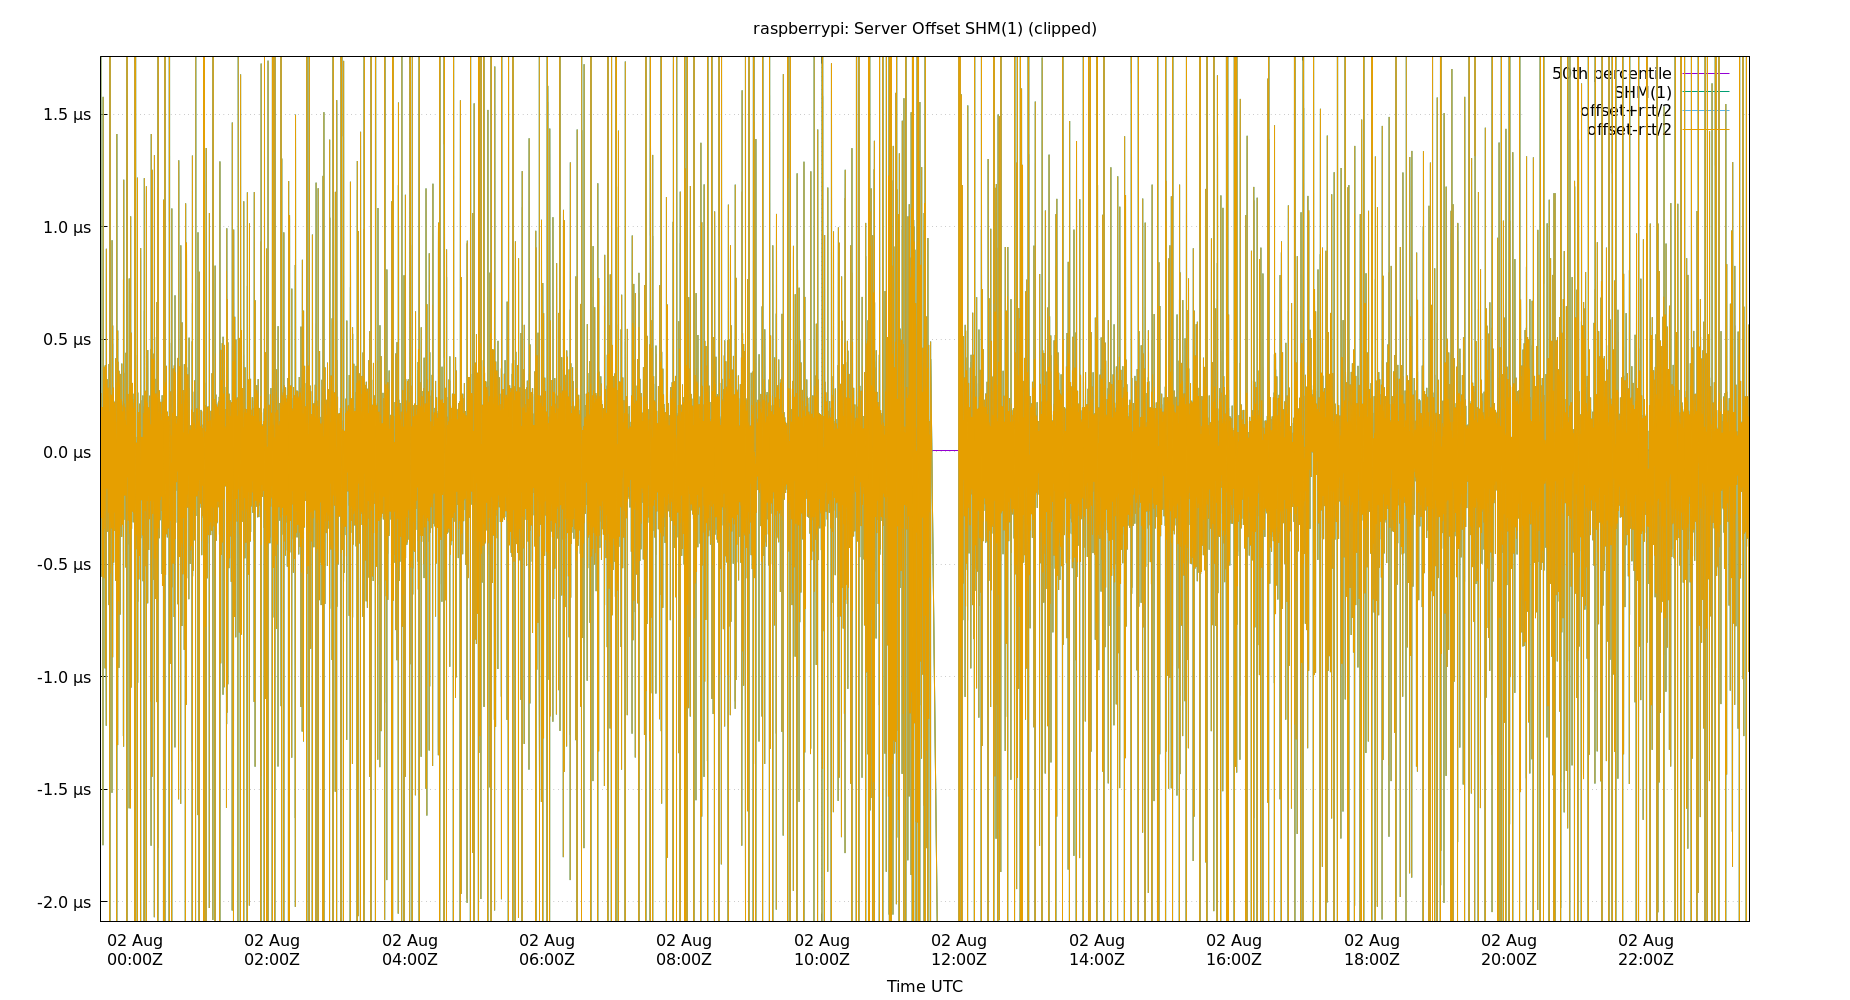 raspberrypi: Server Offset SHM(1) (clipped)
50th percentile
SHM(1)
offset+rtt/2
offset-rtt/2
1.5 µs
1.0 µs
0.5 µs
0.0 µs
-0.5 µs
-1.0 µs
-1.5 µs
-2.0 µs
02 Aug 02 Aug 02 Aug 02 Aug 02 Aug 02 Aug 02 Aug 02 Aug 02 Aug 02 Aug 02 Aug 02 Aug
00:00Z 02:00Z 04:00Z 06:00Z 08:00Z 10:00Z 12:00Z 14:00Z 16:00Z 18:00Z 20:00Z 22:00Z
Time UTC